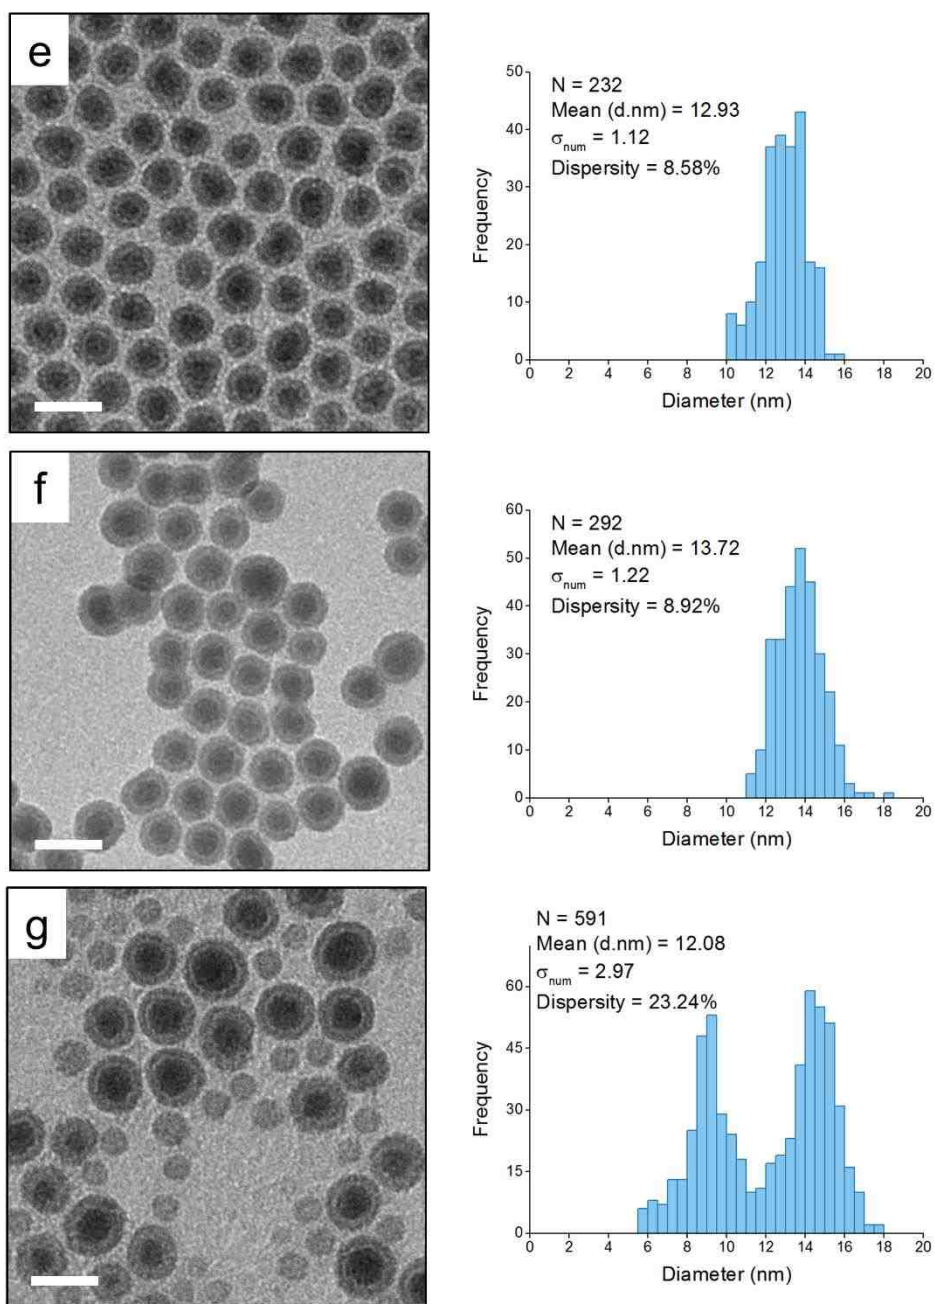 e
N = 232
Mean (d.nm) = 12.93
σnum = 1.12
Dispersity = 8.58%
50
40
30
20
10
0
Frequency
0 2 4 6 8 10 12 14 16 18 20
Diameter (nm)
f
N = 292
Mean (d.nm) = 13.72
σnum = 1.22
Dispersity = 8.92%
60
50
40
30
20
10
0
Frequency
0 2 4 6 8 10 12 14 16 18 20
Diameter (nm)
g
N = 591
Mean (d.nm) = 12.08
σnum = 2.97
Dispersity = 23.24%
60
45
30
15
0
Frequency
0 2 4 6 8 10 12 14 16 18 20
Diameter (nm)